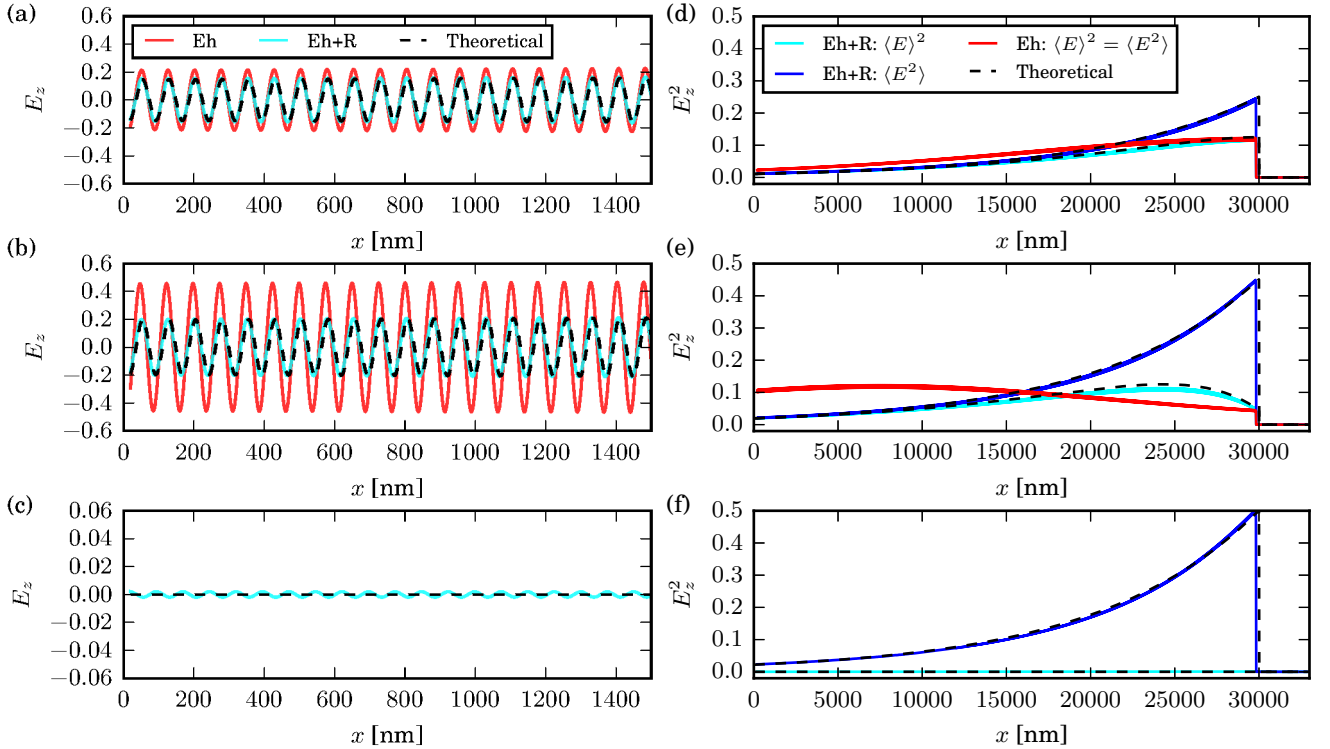 (a)
0.6
0.4
0.2
0.0
−0.2
−0.4
−0.6
E_z
Eh
Eh+R
Theoretical
0 200 400 600 800 1000 1200 1400
x [nm]
(d)
0.5
0.4
0.3
0.2
0.1
0.0
E_z^2
Eh+R: ⟨E⟩^2
Eh+R: ⟨E^2⟩
Eh: ⟨E⟩^2 = ⟨E^2⟩
Theoretical
0 5000 10000 15000 20000 25000 30000
x [nm]
(b)
0.6
0.4
0.2
0.0
−0.2
−0.4
−0.6
E_z
0 200 400 600 800 1000 1200 1400
x [nm]
(e)
0.5
0.4
0.3
0.2
0.1
0.0
E_z^2
0 5000 10000 15000 20000 25000 30000
x [nm]
(c)
0.06
0.04
0.02
0.00
−0.02
−0.04
−0.06
E_z
0 200 400 600 800 1000 1200 1400
x [nm]
(f)
0.5
0.4
0.3
0.2
0.1
0.0
E_z^2
0 5000 10000 15000 20000 25000 30000
x [nm]